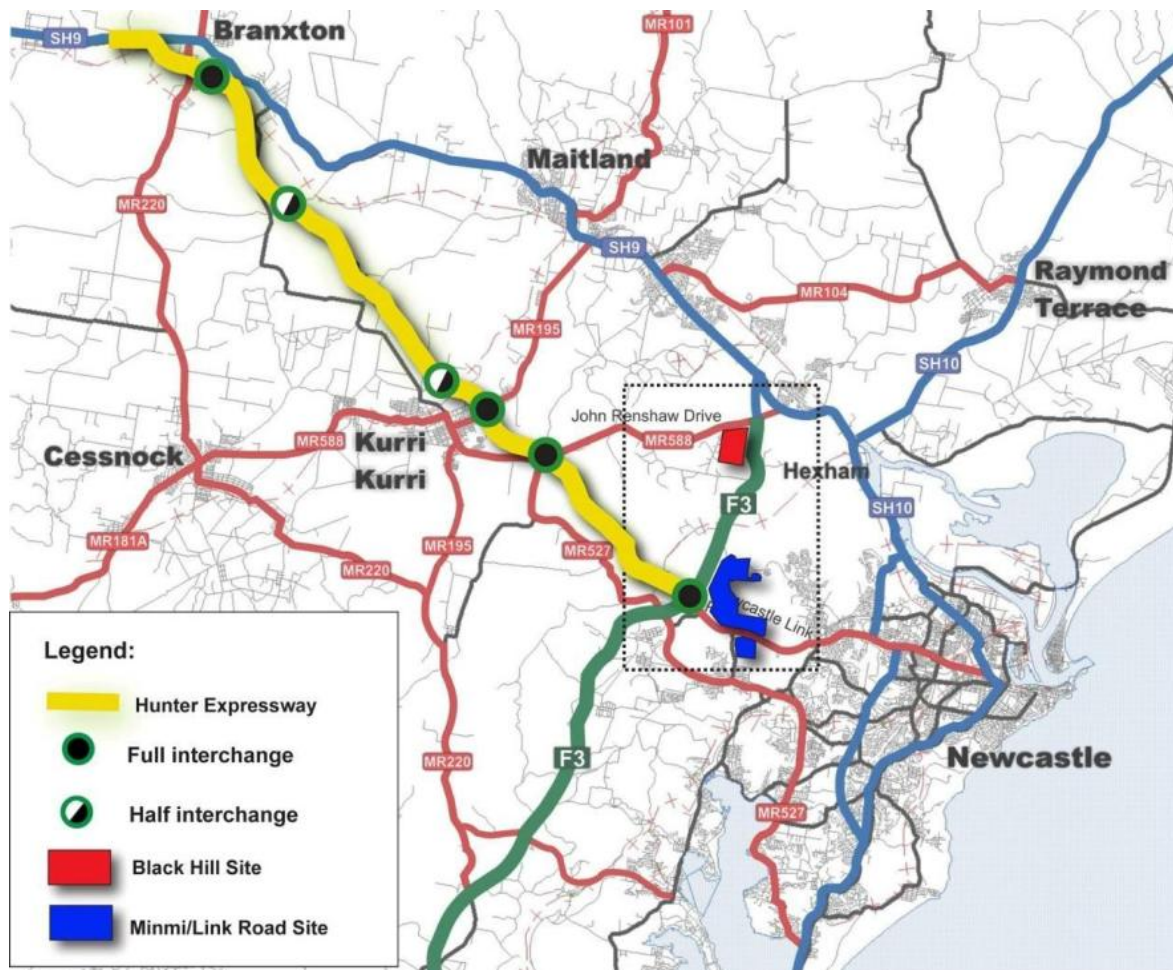 SH9
Branxton
MR101
MR220
Maitland
SH9
Raymond
Terrace
MR104
MR195
SH10
John Renshaw Drive
MR588
MR588
Kurri
Kurri
Cessnock
Hexham
F3
SH10
MR181A
MR220
MR195
MR527
Link
Legend:
Hunter Expressway
Full interchange
Half interchange
Black Hill Site
Minmi/Link Road Site
F3
MR220
Newcastle
MR527